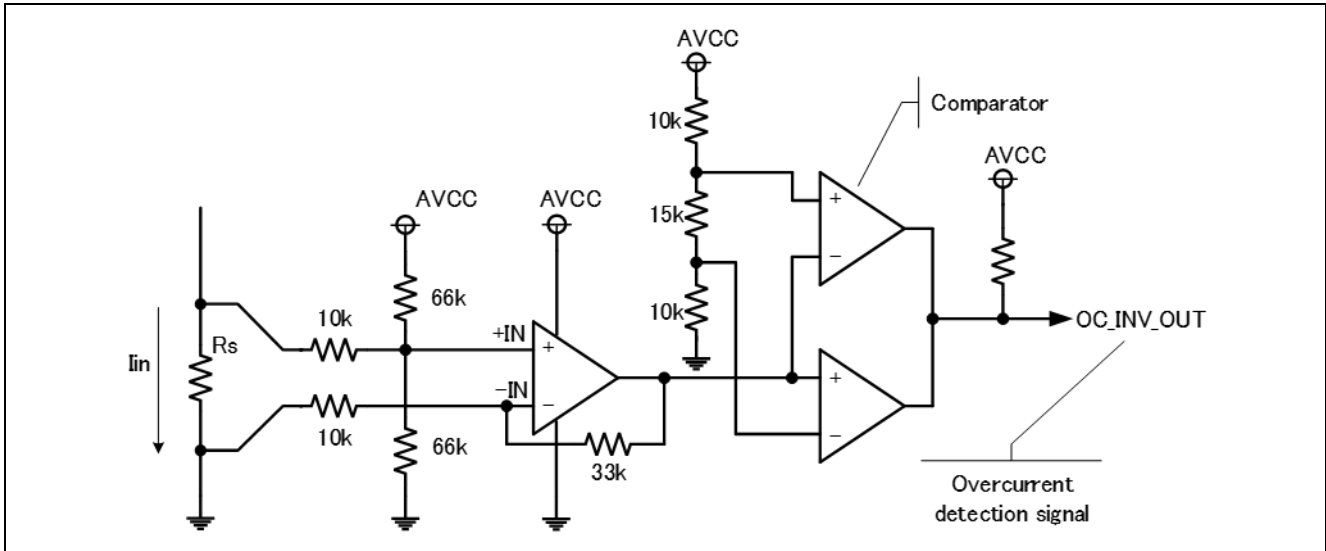 AVCC
Comparator
10k
AVCC
AVCC
AVCC
15k
+
−
66k
10k
+IN
10k
Rs
Iin
+
−IN
−
OC_INV_OUT
+
−
10k
66k
33k
Overcurrent
detection signal